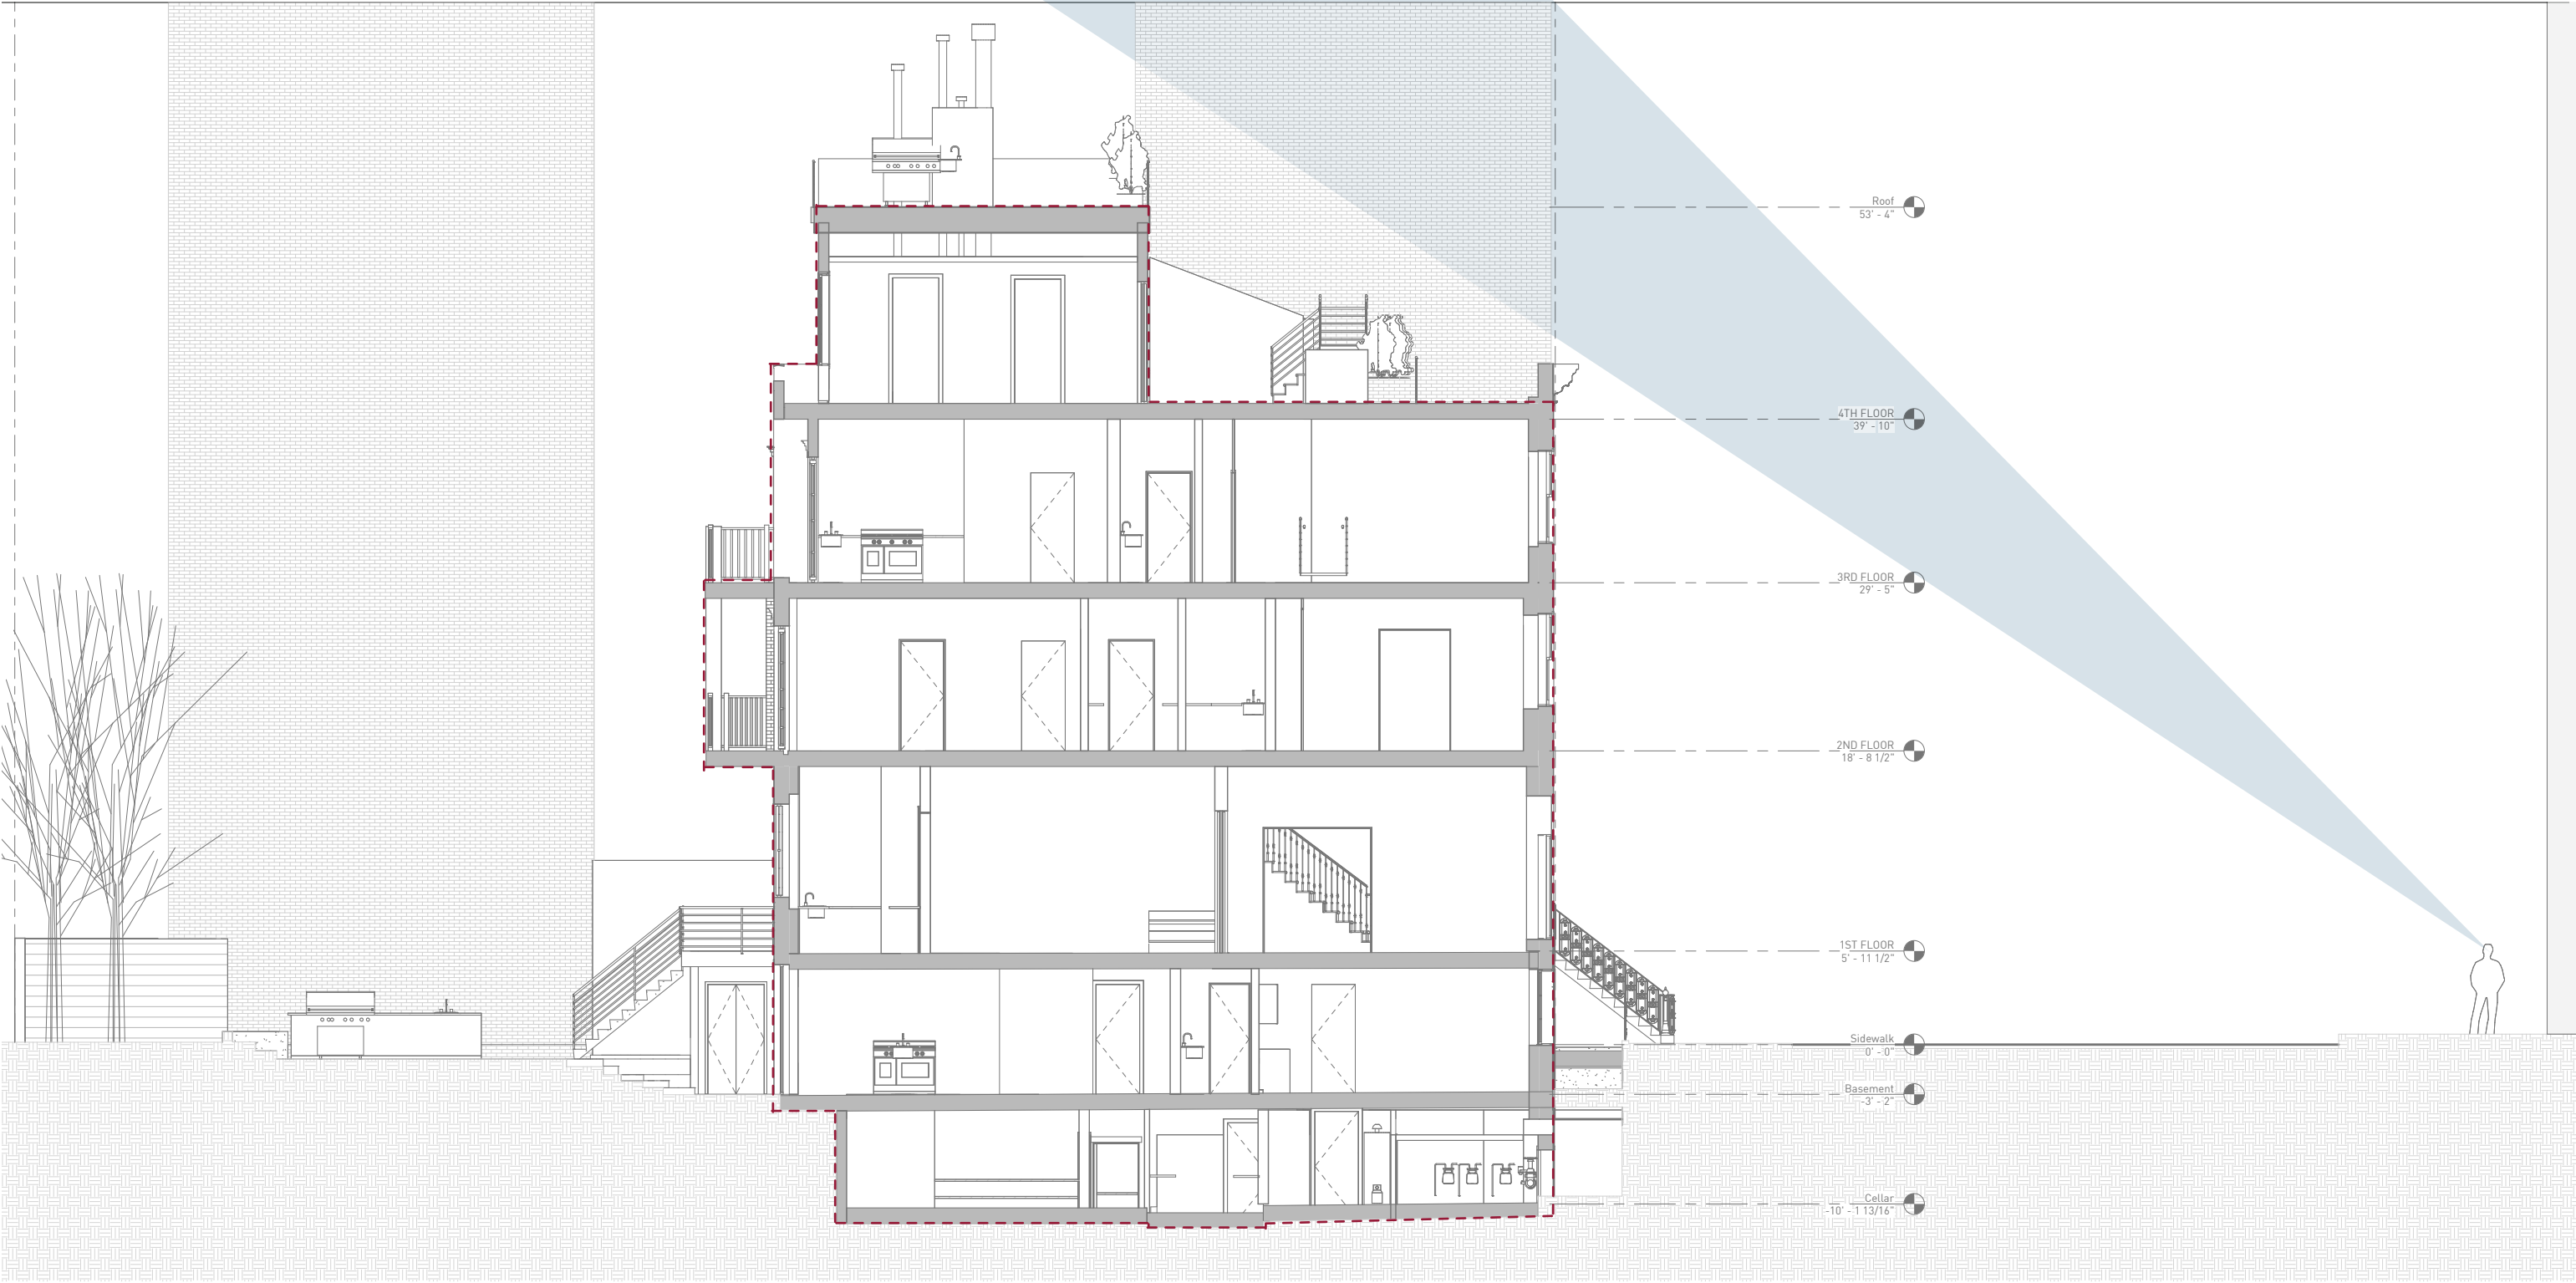 Roof
53' - 4"
4TH FLOOR
39' - 10"
3RD FLOOR
29' - 5"
2ND FLOOR
18' - 8 1/2"
1ST FLOOR
5' - 11 1/2"
Sidewalk
0' - 0"
Basement
-3' - 2"
Cellar
-10' - 1 13/16"